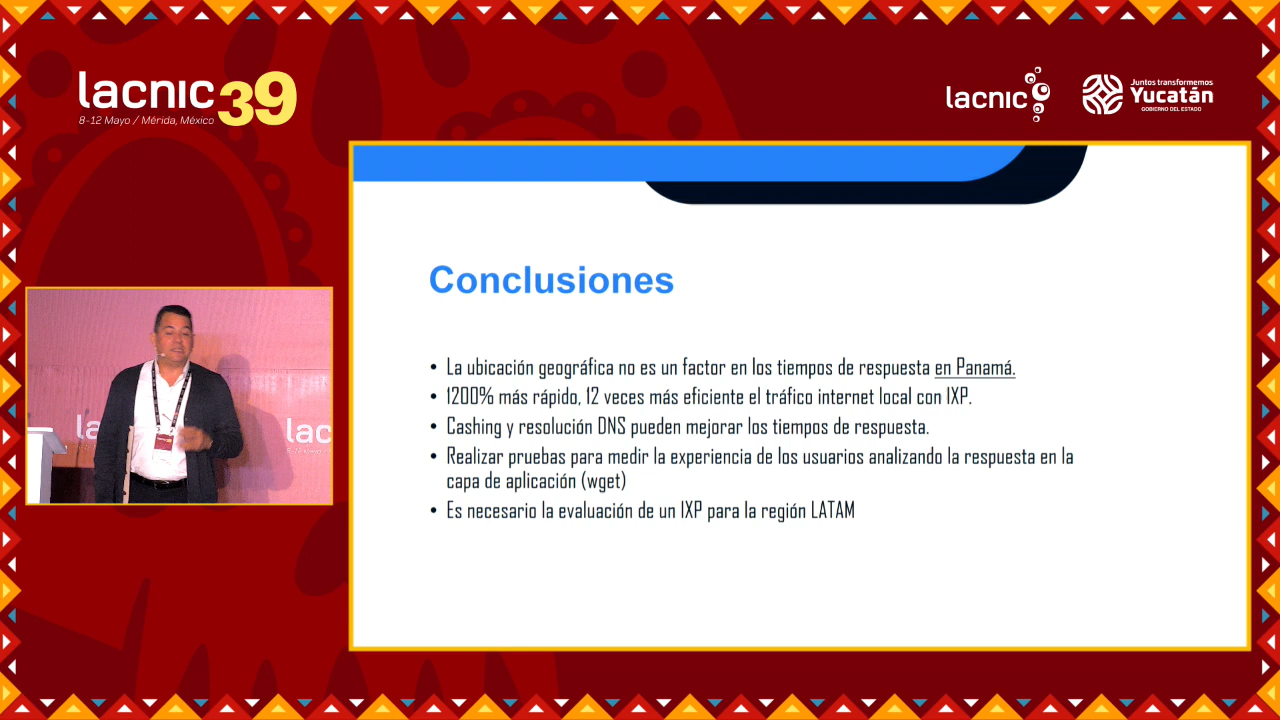 lacnic 39
8-12 Mayo / Mérida, México
lacnic
Juntos transformemos
Yucatán
GOBIERNO DEL ESTADO
Conclusiones
• La ubicación geográfica no es un factor en los tiempos de respuesta en Panamá.
• 1200% más rápido, 12 veces más eficiente el tráfico internet local con IXP.
• Cashing y resolución DNS pueden mejorar los tiempos de respuesta.
• Realizar pruebas para medir la experiencia de los usuarios analizando la respuesta en la
capa de aplicación (wget)
• Es necesario la evaluación de un IXP para la región LATAM
la
lac